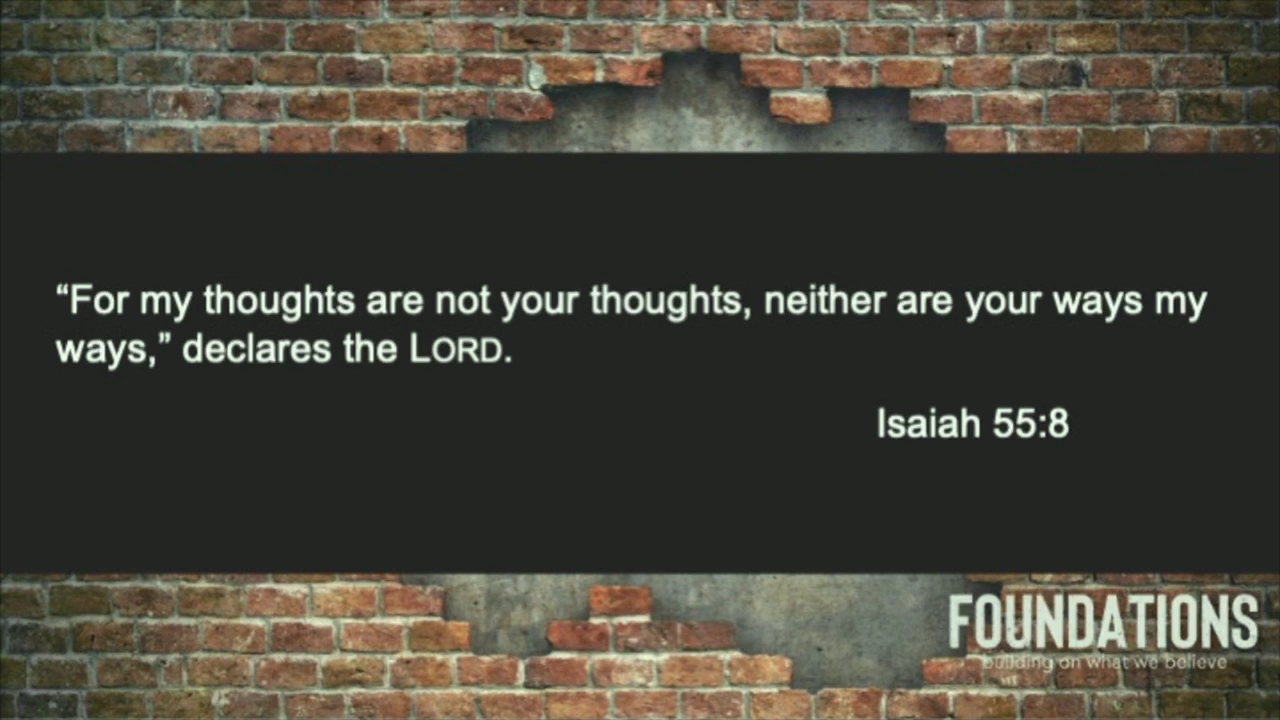 “For my thoughts are not your thoughts, neither are your ways my
ways,” declares the LORD.
Isaiah 55:8
FOUNDATIONS
building on what we believe